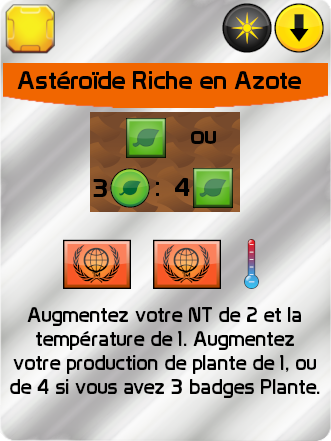 Astéroïde Riche en Azote
ou
3 : 4
Augmentez votre NT de 2 et la
température de 1. Augmentez
votre production de plante de 1, ou
de 4 si vous avez 3 badges Plante.